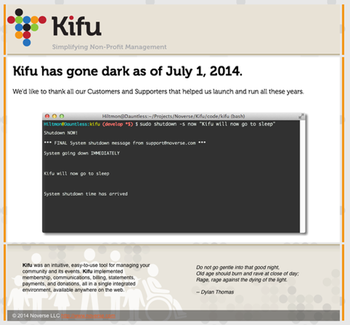 Kifu
Simplifying Non-Profit Management
Kifu has gone dark as of July 1, 2014.
We'd like to thank all our Customers and Supporters that helped us launch and run all these years.
Hiltmon@Dauntless: ~/Projects/Noverse/Kifu/code/kifu (bash)
Hiltmon@Dauntless:kifu (develop *$) $ sudo shutdown -s now "Kifu will now go to sleep"
Shutdown NOW!
*** FINAL System shutdown message from support@noverse.com ***
System going down IMMEDIATELY
Kifu will now go to sleep
System shutdown time has arrived
Kifu was an intuitive, easy-to-use tool for managing your
community and its events. Kifu implemented
membership, communications, billing, statements,
payments, and donations, all in a single integrated
environment, available anywhere on the web.
Do not go gentle into that good night,
Old age should burn and rave at close of day;
Rage, rage against the dying of the light.
-- Dylan Thomas
© 2014 Noverse LLC